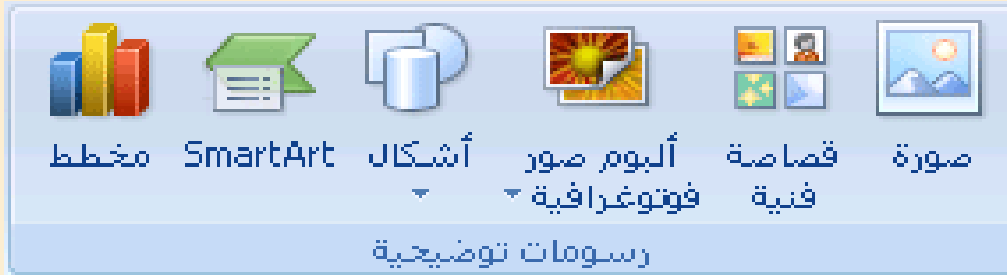 صورة
قصاصة
فنية
ألبوم صور
فوتوغرافية
أشكال
SmartArt
مخطط
رسومات توضيحية